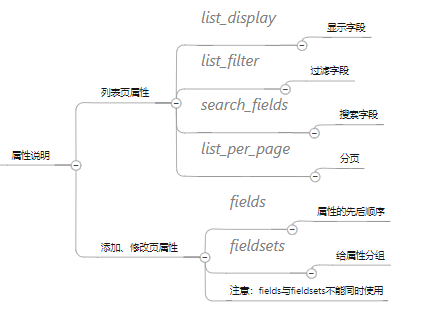 属性说明
列表页属性
list_display
显示字段
list_filter
过滤字段
search_fields
搜索字段
list_per_page
分页
添加、修改页属性
fields
属性的先后顺序
fieldsets
给属性分组
注意：fields与fieldsets不能同时使用